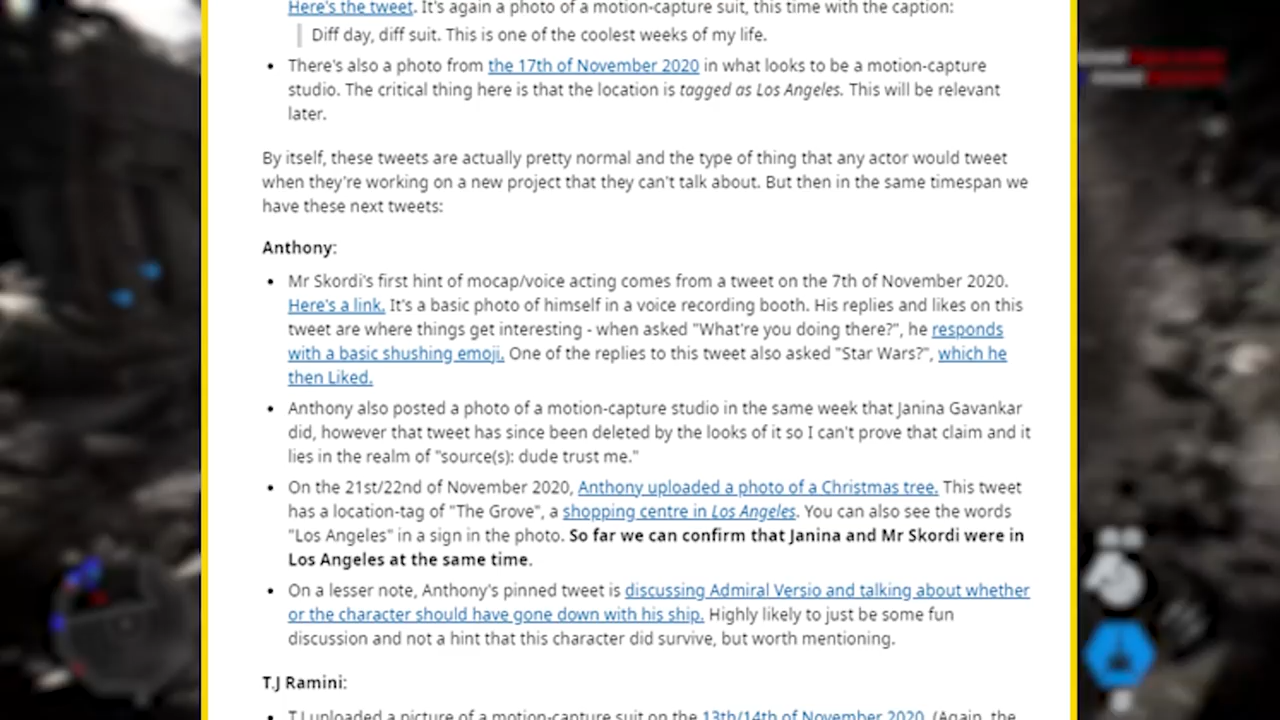 Here's the tweet. It's again a photo of a motion-capture suit, this time with the caption:
Diff day, diff suit. This is one of the coolest weeks of my life.
• There's also a photo from the 17th of November 2020 in what looks to be a motion-capture
studio. The critical thing here is that the location is tagged as Los Angeles. This will be relevant
later.
By itself, these tweets are actually pretty normal and the type of thing that any actor would tweet
when they're working on a new project that they can't talk about. But then in the same timespan we
have these next tweets:
Anthony:
• Mr Skordi's first hint of mocap/voice acting comes from a tweet on the 7th of November 2020.
Here's a link. It's a basic photo of himself in a voice recording booth. His replies and likes on this
tweet are where things get interesting - when asked "What're you doing there?", he responds
with a basic shushing emoji. One of the replies to this tweet also asked "Star Wars?", which he
then Liked.
• Anthony also posted a photo of a motion-capture studio in the same week that Janina Gavankar
did, however that tweet has since been deleted by the looks of it so I can't prove that claim and it
lies in the realm of "source(s): dude trust me."
• On the 21st/22nd of November 2020, Anthony uploaded a photo of a Christmas tree. This tweet
has a location-tag of "The Grove", a shopping centre in Los Angeles. You can also see the words
"Los Angeles" in a sign in the photo. So far we can confirm that Janina and Mr Skordi were in
Los Angeles at the same time.
• On a lesser note, Anthony's pinned tweet is discussing Admiral Versio and talking about whether
or the character should have gone down with his ship. Highly likely to just be some fun
discussion and not a hint that this character did survive, but worth mentioning.
T.J Ramini:
• T.J uploaded a picture of a motion-capture suit on the 13th/14th of November 2020. (Again, the